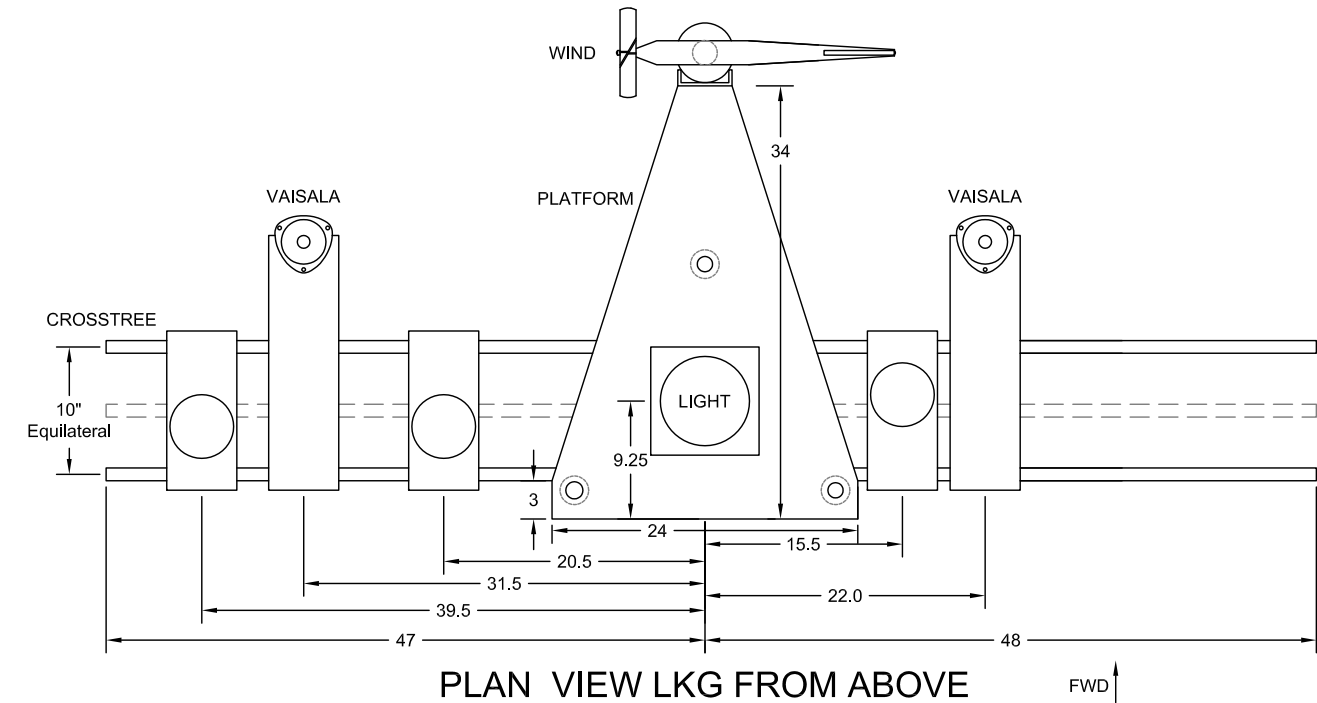 WIND
34
VAISALA
PLATFORM
VAISALA
CROSSTREE
10"
Equilateral
LIGHT
9.25
3
24
15.5
20.5
31.5
22.0
39.5
47
48
PLAN VIEW LKG FROM ABOVE
FWD